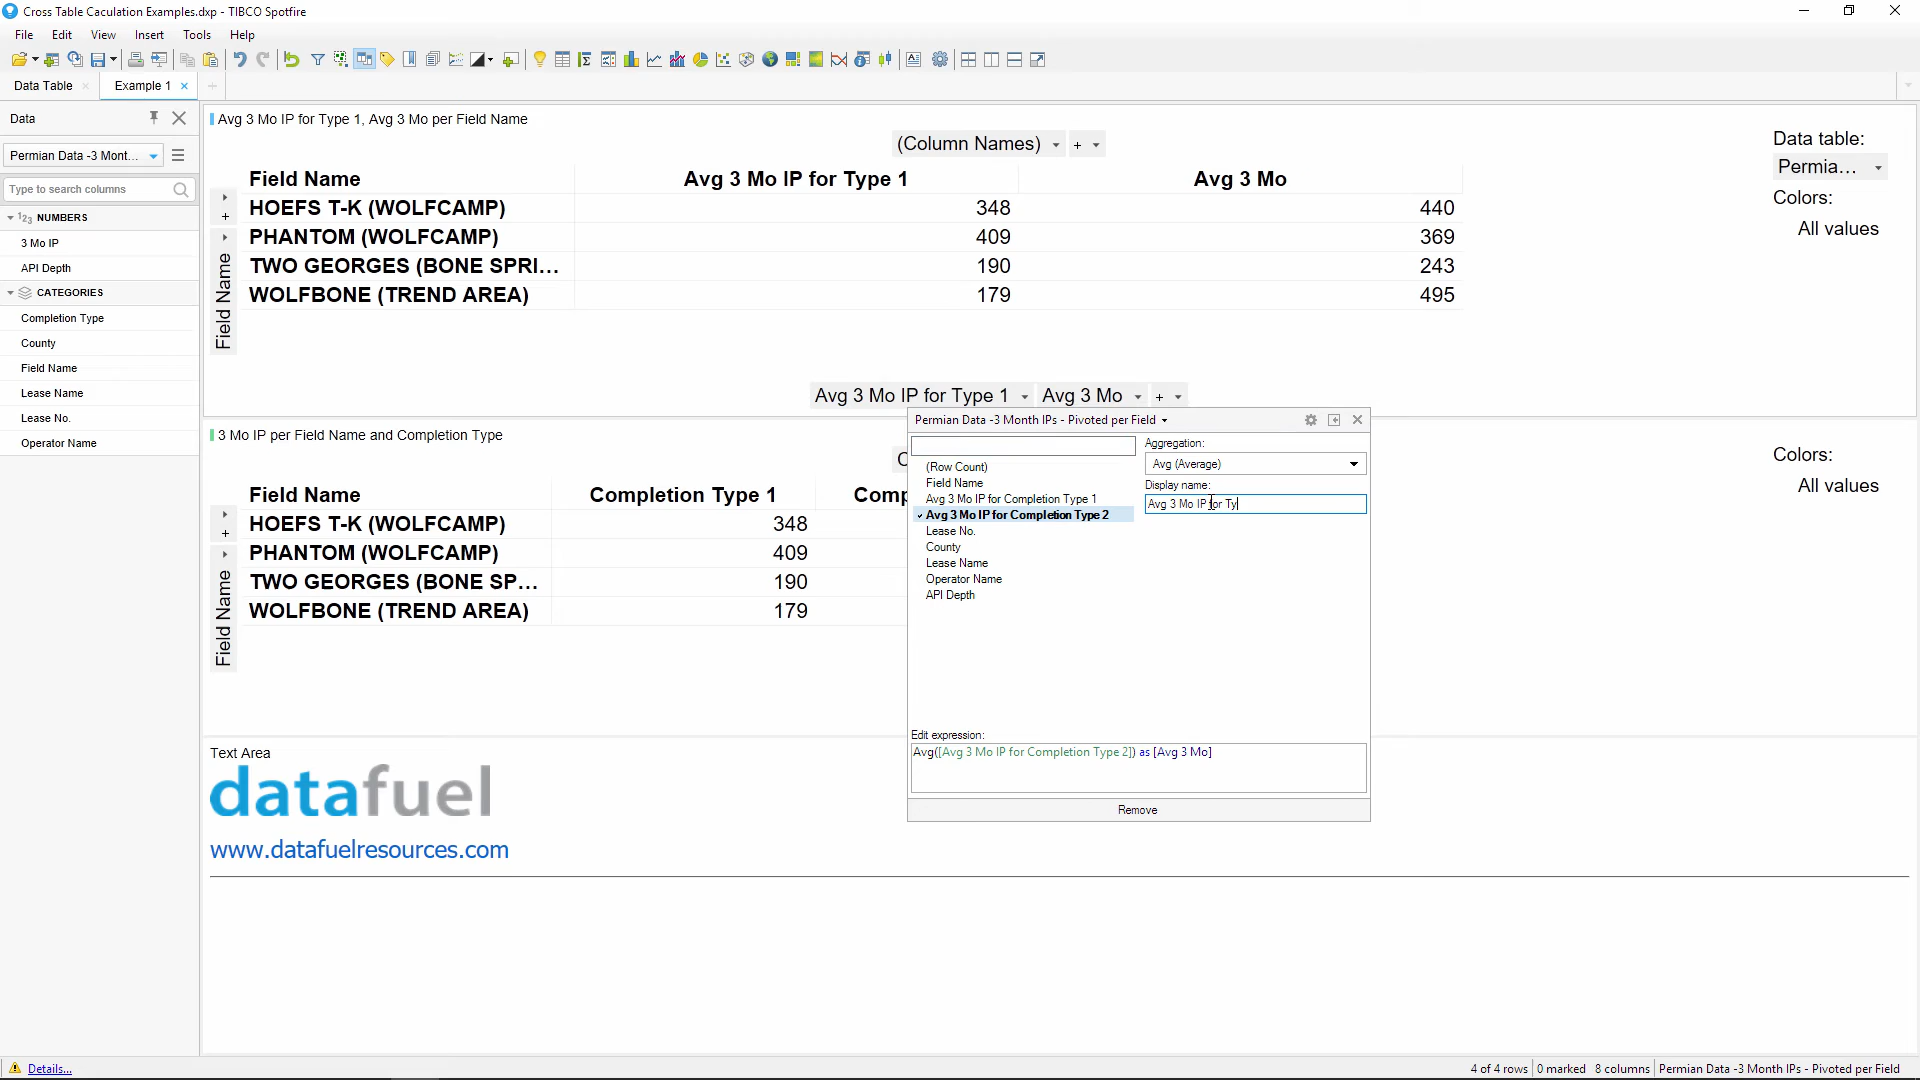 Cross Table Caculation Examples.dxp - TIBCO Spotfire
File Edit View Insert Tools Help
Data Table Example 1
Data
Permian Data -3 Mont...
Type to search columns
NUMBERS
3 Mo IP
API Depth
CATEGORIES
Completion Type
County
Field Name
Lease Name
Lease No.
Operator Name
Avg 3 Mo IP for Type 1, Avg 3 Mo per Field Name
(Column Names) +
Field Name Avg 3 Mo IP for Type 1 Avg 3 Mo
HOEFS T-K (WOLFCAMP) 348 440
PHANTOM (WOLFCAMP) 409 369
TWO GEORGES (BONE SPRI... 190 243
WOLFBONE (TREND AREA) 179 495
+
Field Name
Avg 3 Mo IP for Type 1 Avg 3 Mo +
Data table:
Permia...
Colors:
All values
3 Mo IP per Field Name and Completion Type
C
Field Name Completion Type 1 Comp
HOEFS T-K (WOLFCAMP) 348
PHANTOM (WOLFCAMP) 409
TWO GEORGES (BONE SP... 190
WOLFBONE (TREND AREA) 179
+
Field Name
Colors:
All values
Permian Data -3 Month IPs - Pivoted per Field
(Row Count)
Field Name
Avg 3 Mo IP for Completion Type 1
Avg 3 Mo IP for Completion Type 2
Lease No.
County
Lease Name
Operator Name
API Depth
Aggregation:
Avg (Average)
Display name:
Avg 3 Mo IP for Ty
Edit expression:
Avg([Avg 3 Mo IP for Completion Type 2]) as [Avg 3 Mo]
Remove
Text Area
datafuel
www.datafuelresources.com
Details...
4 of 4 rows 0 marked 8 columns Permian Data -3 Month IPs - Pivoted per Field